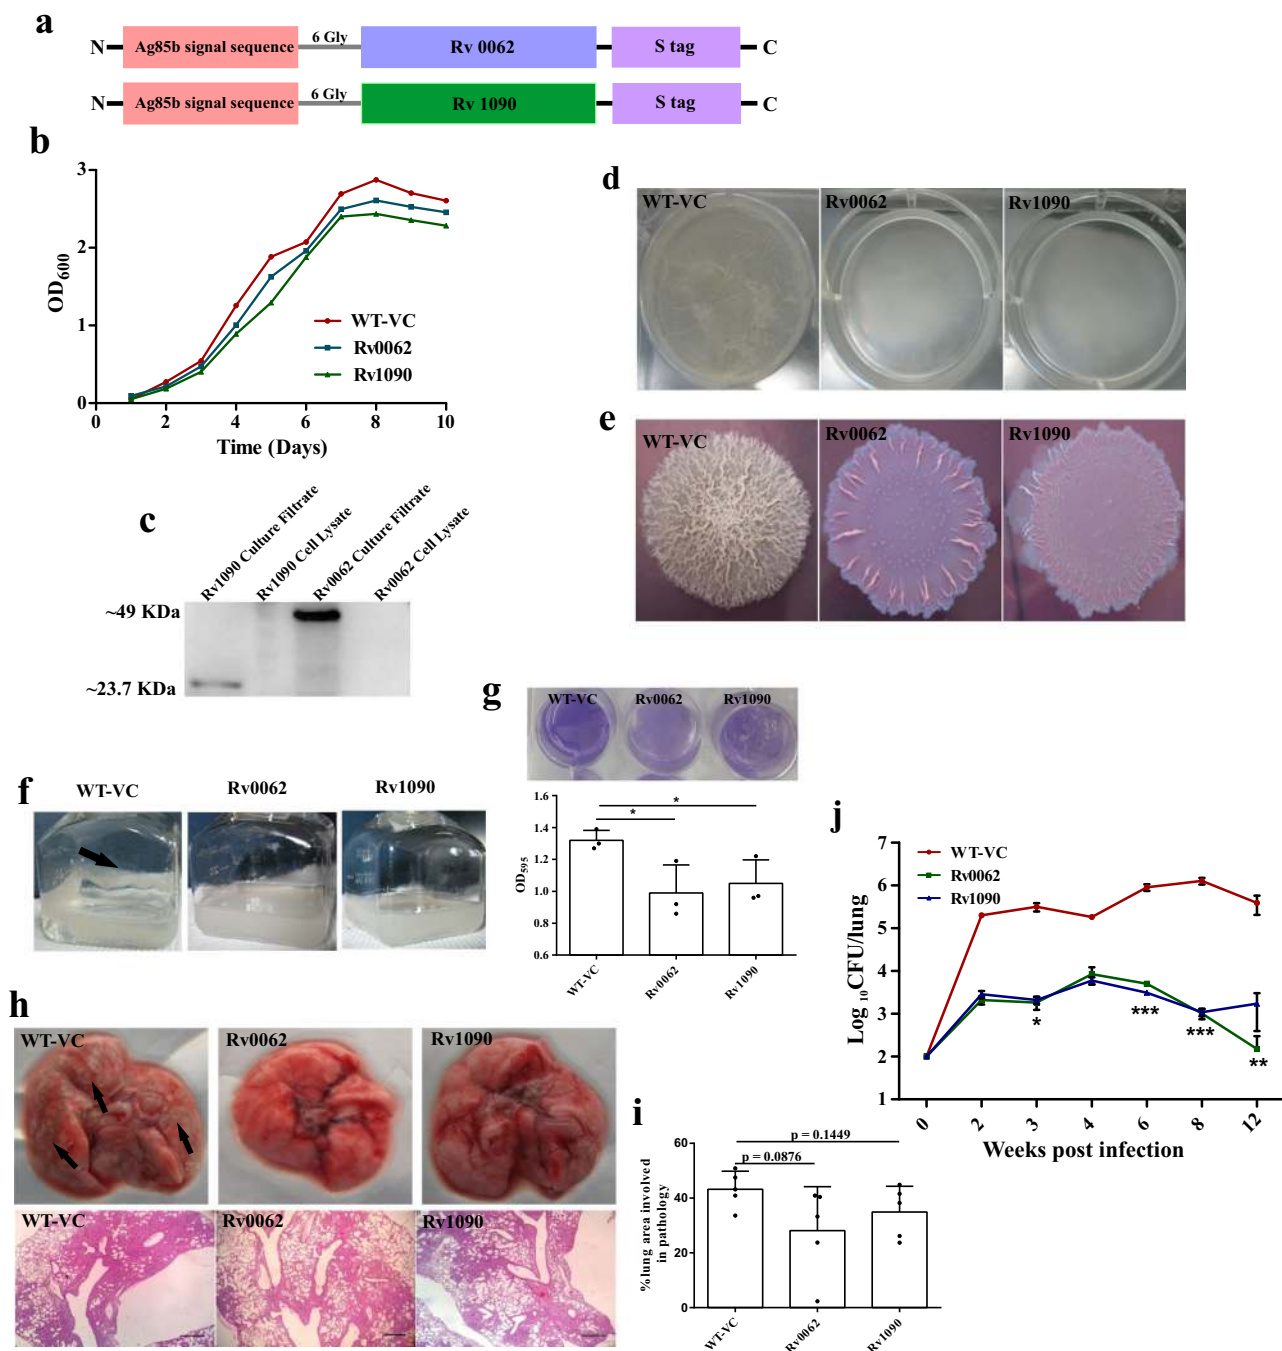 a
N Ag85b signal sequence 6 Gly Rv 0062 S tag C
N Ag85b signal sequence 6 Gly Rv 1090 S tag C
b
3
2
1
0
OD600
WT-VC
Rv0062
Rv1090
0 2 4 6 8 10
Time (Days)
c
Rv1090 Culture Filtrate
Rv1090 Cell Lysate
Rv0062 Culture Filtrate
Rv0062 Cell Lysate
~49 KDa
~23.7 KDa
d
WT-VC Rv0062 Rv1090
e
WT-VC Rv0062 Rv1090
f
WT-VC Rv0062 Rv1090
g
WT-VC Rv0062 Rv1090
1.6
1.4
1.2
1.0
0.8
0.6
OD595
*
*
WT-VC Rv0062 Rv1090
h
WT-VC Rv0062 Rv1090
WT-VC Rv0062 Rv1090
i
60
40
20
0
%lung area involved
in pathology
p = 0.1449
p = 0.0876
WT-VC Rv0062 Rv1090
j
7
6
5
4
3
2
1
Log 10CFU/lung
WT-VC
Rv0062
Rv1090
* *** *** **
0 2 3 4 6 8 12
Weeks post infection